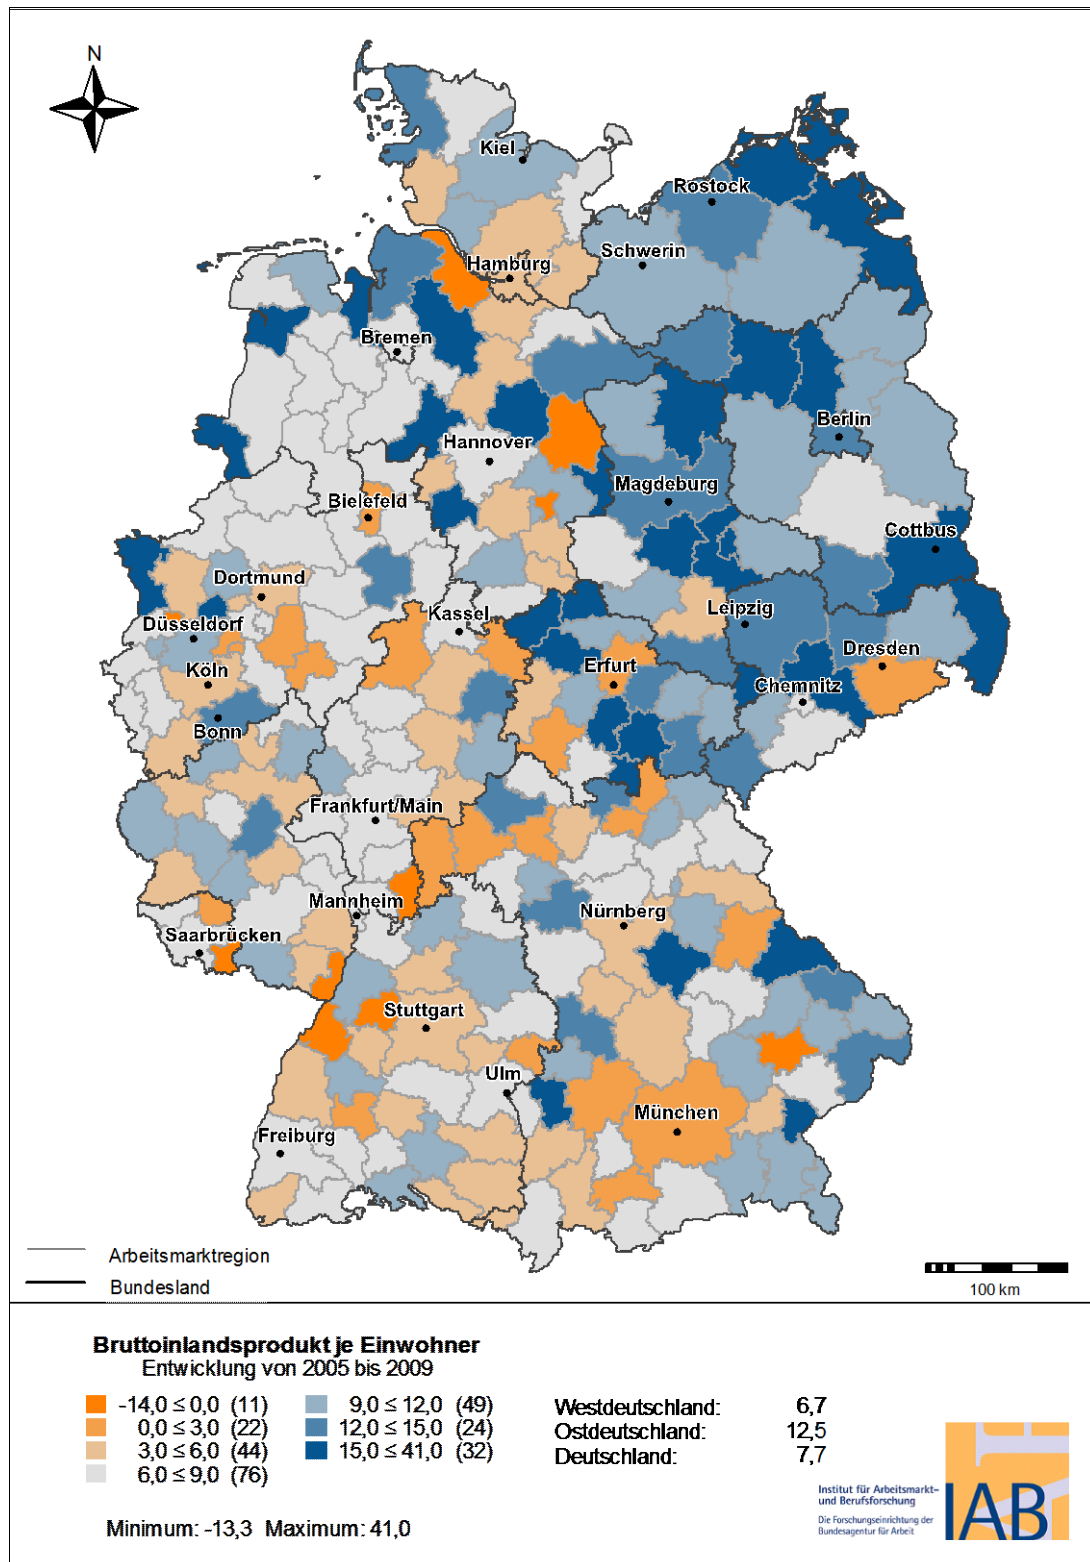 N
Kiel
Rostock
Schwerin
Hamburg
Bremen
Berlin
Hannover
Magdeburg
Bielefeld
Cottbus
Dortmund
Kassel
Leipzig
Düsseldorf
Dresden
Köln
Erfurt
Chemnitz
Bonn
Frankfurt/Main
Mannheim
Nürnberg
Saarbrücken
Stuttgart
Ulm
München
Freiburg
Arbeitsmarktregion
Bundesland
100 km
Bruttoinlandsprodukt je Einwohner
Entwicklung von 2005 bis 2009
-14,0 ≤ 0,0 (11)
0,0 ≤ 3,0 (22)
3,0 ≤ 6,0 (44)
6,0 ≤ 9,0 (76)
9,0 ≤ 12,0 (49)
12,0 ≤ 15,0 (24)
15,0 ≤ 41,0 (32)
Westdeutschland: 6,7
Ostdeutschland: 12,5
Deutschland: 7,7
Minimum: -13,3 Maximum: 41,0
Institut für Arbeitsmarkt-
und Berufsforschung
Die Forschungseinrichtung der
Bundesagentur für Arbeit
IAB